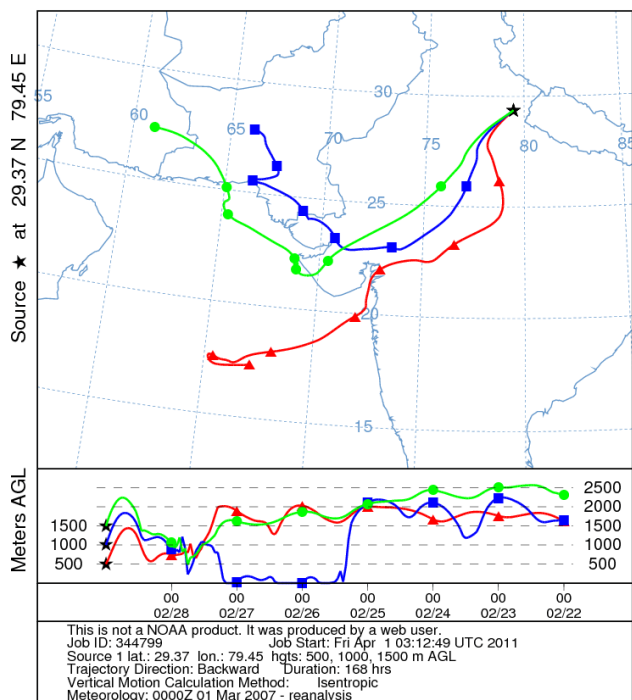 Source ★ at 29.37 N 79.45 E
55
60
65
70
75
80
85
30
25
20
15
Meters AGL
1500
1000
500
2500
2000
1500
1000
500
00 00 00 00 00 00 00
02/28 02/27 02/26 02/25 02/24 02/23 02/22
This is not a NOAA product. It was produced by a web user.
Job ID: 344799 Job Start: Fri Apr 1 03:12:49 UTC 2011
Source 1 lat.: 29.37 lon.: 79.45 hgts: 500, 1000, 1500 m AGL
Trajectory Direction: Backward Duration: 168 hrs
Vertical Motion Calculation Method: Isentropic
Meteorology: 0000Z 01 Mar 2007 - reanalysis